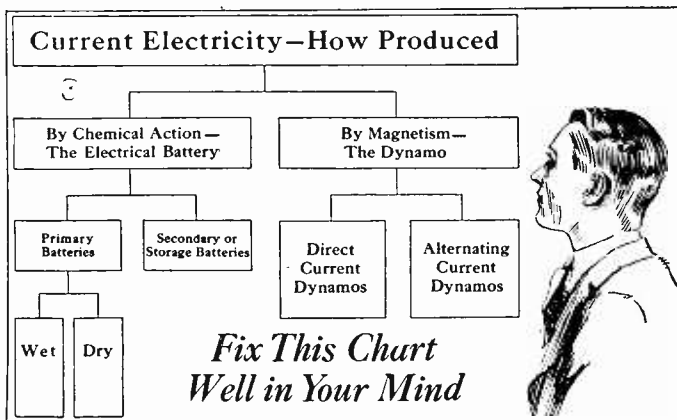 Current Electricity—How Produced
By Chemical Action—
The Electrical Battery
By Magnetism—
The Dynamo
Primary
Batteries
Secondary or
Storage Batteries
Direct
Current
Dynamos
Alternating
Current
Dynamos
Wet
Dry
Fix This Chart
Well in Your Mind